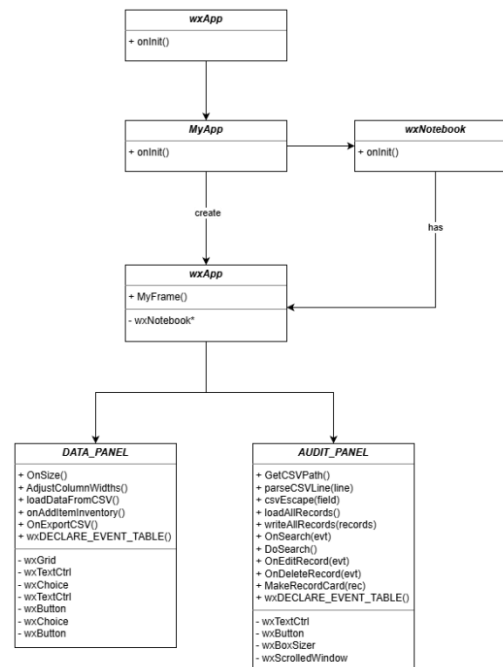 wxApp
+ onInit()
MyApp
+ onInit()
wxNotebook
+ onInit()
create
has
wxApp
+ MyFrame()
- wxNotebook*
DATA_PANEL
+ OnSize()
+ AdjustColumnWidths()
+ loadDataFromCSV()
+ onAddItemInventory()
+ OnExportCSV()
+ wxDECLARE_EVENT_TABLE()
- wxGrid
- wxTextCtrl
- wxChoice
- wxTextCtrl
- wxButton
- wxChoice
- wxButton
AUDIT_PANEL
+ GetCSVPath()
+ parseCSVLine(line)
+ csvEscape(field)
+ loadAllRecords()
+ writeAllRecords(records)
+ OnSearch(evt)
+ DoSearch()
+ OnEditRecord(evt)
+ OnDeleteRecord(evt)
+ MakeRecordCard(rec)
+ wxDECLARE_EVENT_TABLE()
- wxTextCtrl
- wxButton
- wxBoxSizer
- wxScrolledWindow